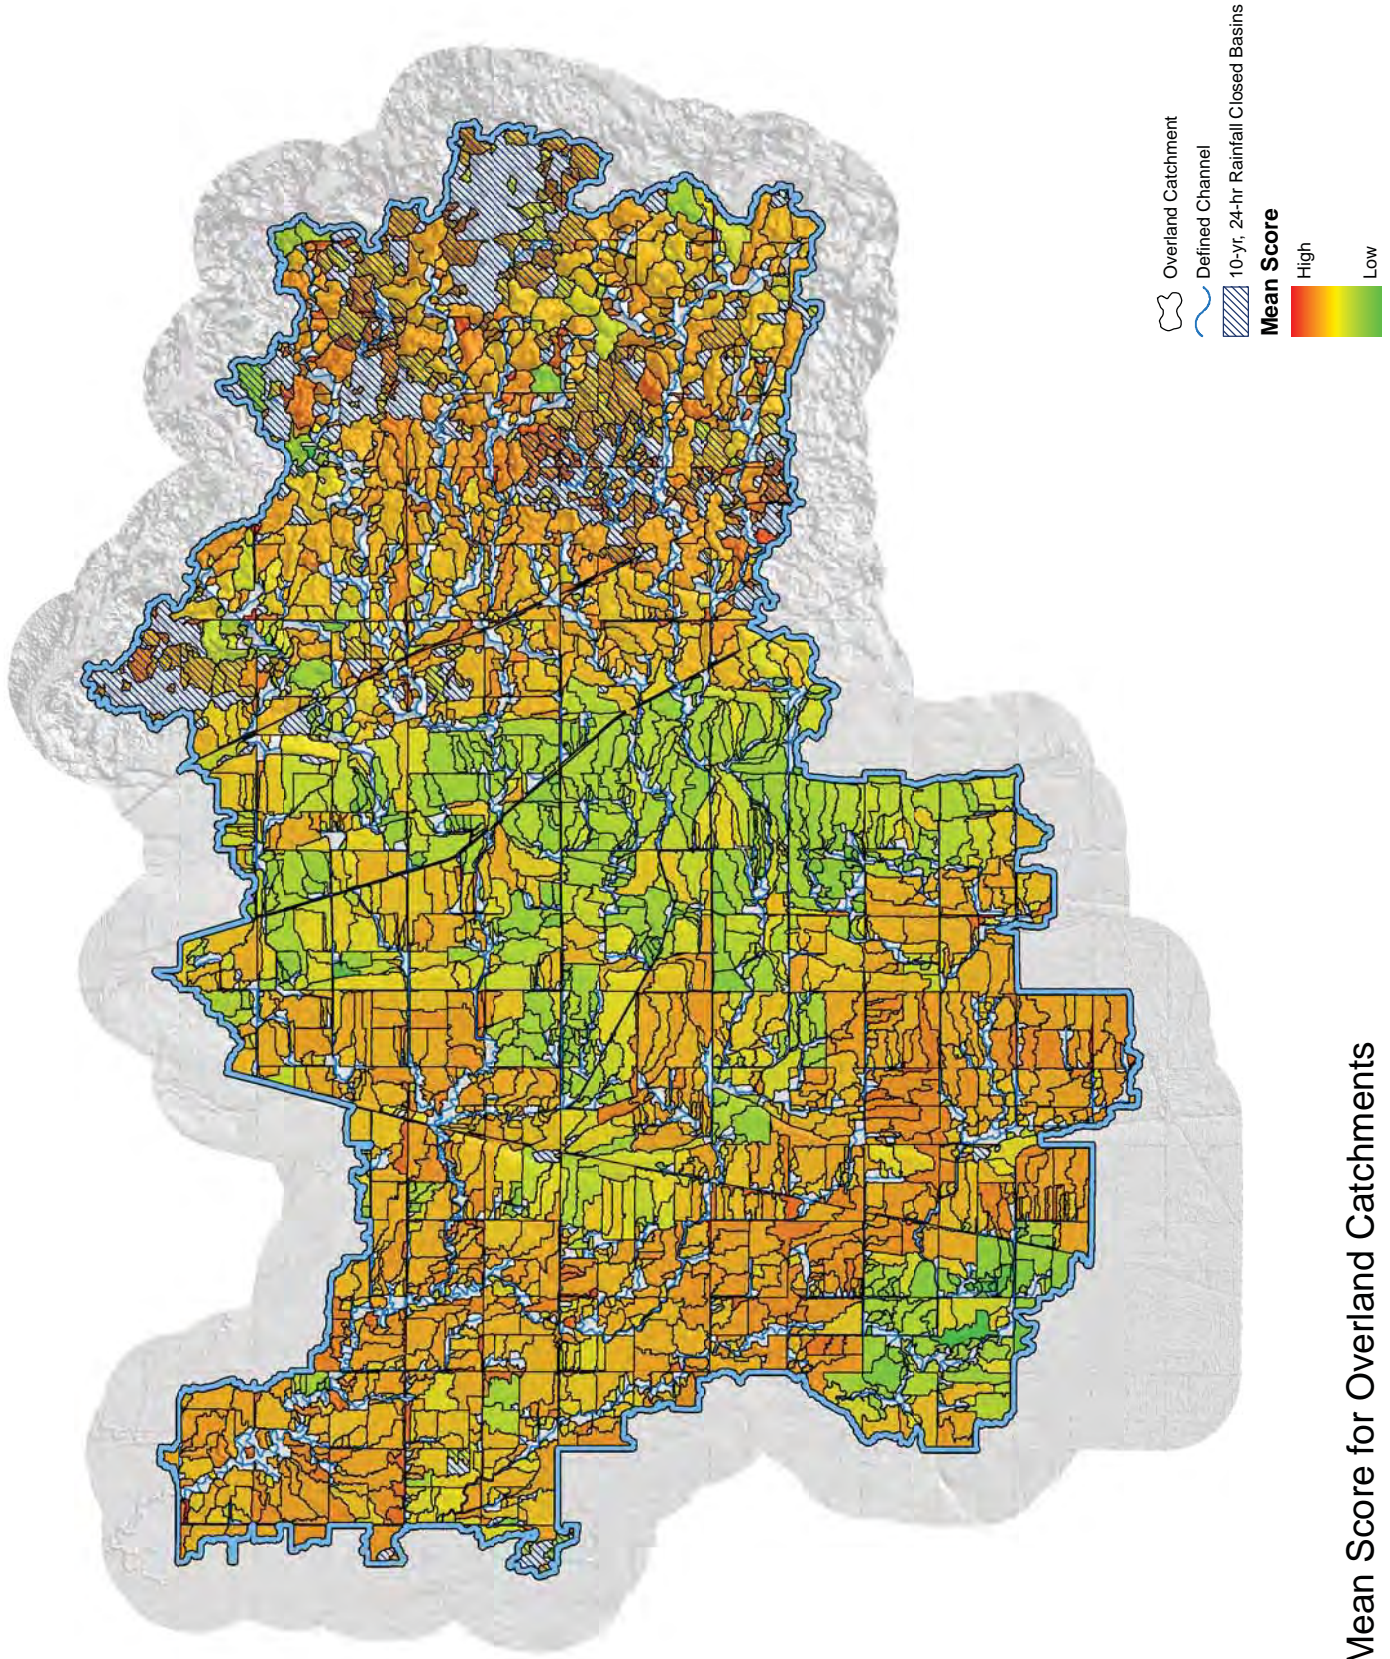 Overland Catchment
Defined Channel
10-yr, 24-hr Rainfall Closed Basins
Mean Score
High
Low
Mean Score for Overland Catchments